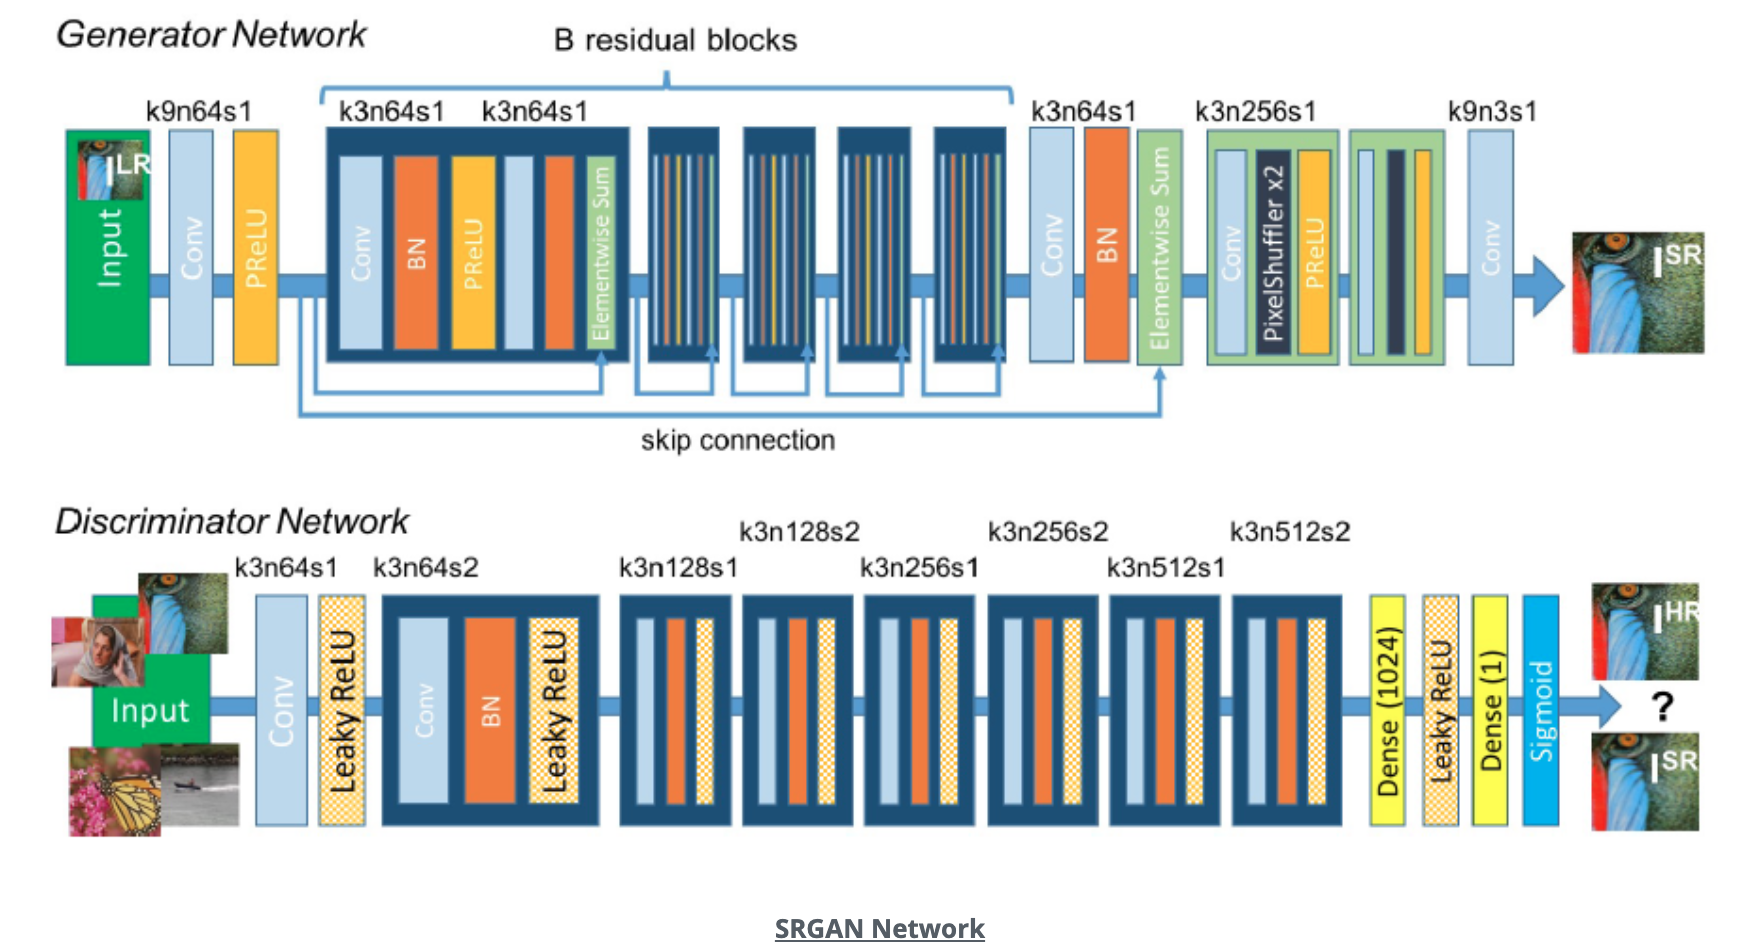 Generator Network
B residual blocks
k9n64s1
k3n64s1
k3n64s1
k3n64s1
k3n256s1
k9n3s1
I LR
Input
Conv
PReLU
Conv
BN
PReLU
Elementwise Sum
Conv
BN
Elementwise Sum
Conv
PixelShuffler x2
PReLU
Conv
I SR
skip connection
Discriminator Network
k3n128s2
k3n256s2
k3n512s2
k3n64s1
k3n64s2
k3n128s1
k3n256s1
k3n512s1
Input
Conv
Leaky ReLU
Conv
BN
Leaky ReLU
Dense (1024)
Leaky ReLU
Dense (1)
Sigmoid
I HR
?
I SR
SRGAN Network